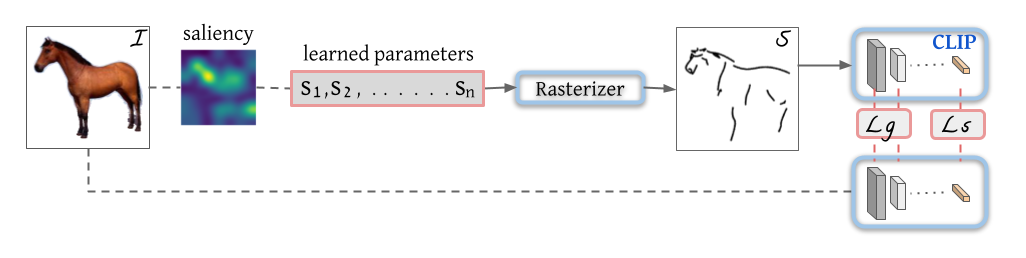 I
saliency
learned parameters
S1,S2, . . . . . . Sn
Rasterizer
S
CLIP
Lg
Ls